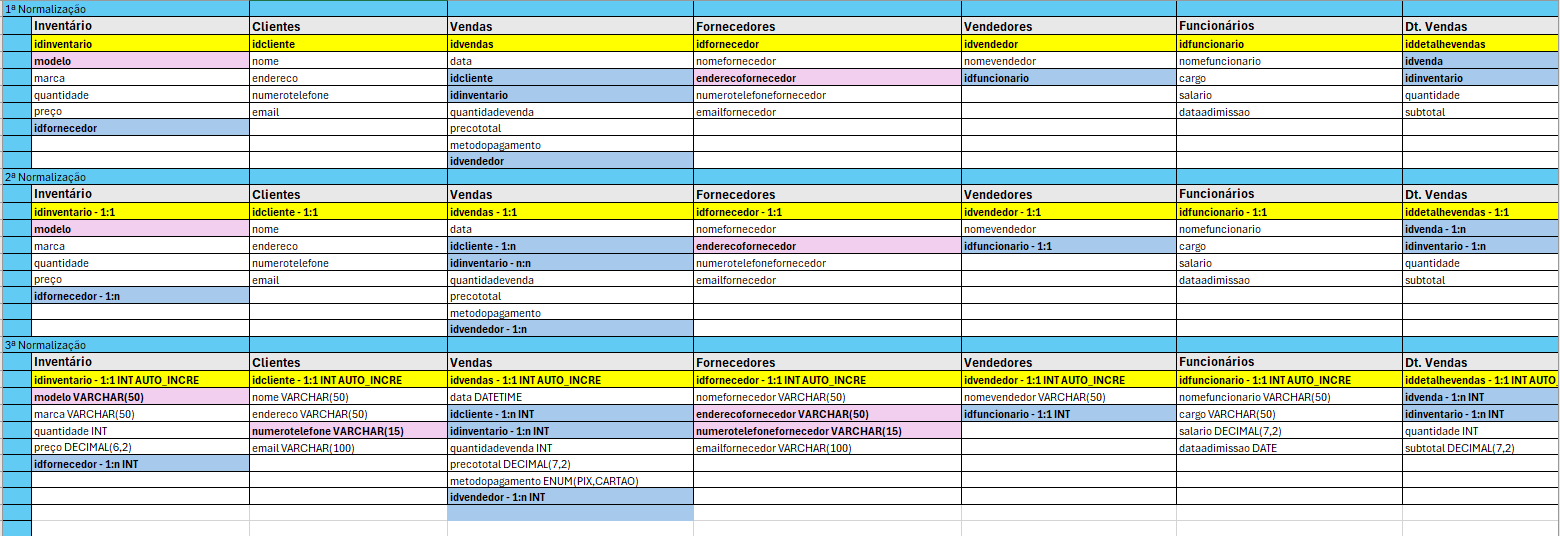 1ª Normalização
Inventário Clientes Vendas Fornecedores Vendedores Funcionários Dt. Vendas
idinventario idcliente idvendas idfornecedor idvendedor idfuncionario iddetalhevendas
modelo nome data nomefornecedor nomevendedor nomefuncionario idvenda
marca endereco idcliente enderecofornecedor idfuncionario cargo idinventario
quantidade numerotelefone idinventario numerotelefonefornecedor salario quantidade
preço email quantidadevenda emailfornecedor dataadimissao subtotal
idfornecedor precototal
metodopagamento
idvendedor
2ª Normalização
Inventário Clientes Vendas Fornecedores Vendedores Funcionários Dt. Vendas
idinventario - 1:1 idcliente - 1:1 idvendas - 1:1 idfornecedor - 1:1 idvendedor - 1:1 idfuncionario - 1:1 iddetalhevendas - 1:1
modelo nome data nomefornecedor nomevendedor nomefuncionario idvenda - 1:n
marca endereco idcliente - 1:n enderecofornecedor idfuncionario - 1:1 cargo idinventario - 1:n
quantidade numerotelefone idinventario - n:n numerotelefonefornecedor salario quantidade
preço email quantidadevenda emailfornecedor dataadimissao subtotal
idfornecedor - 1:n precototal
metodopagamento
idvendedor - 1:n
3ª Normalização
Inventário Clientes Vendas Fornecedores Vendedores Funcionários Dt. Vendas
idinventario - 1:1 INT AUTO_INCRE idcliente - 1:1 INT AUTO_INCRE idvendas - 1:1 INT AUTO_INCRE idfornecedor - 1:1 INT AUTO_INCRE idvendedor - 1:1 INT AUTO_INCRE idfuncionario - 1:1 INT AUTO_INCRE iddetalhevendas - 1:1 INT AUTO_
modelo VARCHAR(50) nome VARCHAR(50) data DATETIME nomefornecedor VARCHAR(50) nomevendedor VARCHAR(50) nomefuncionario VARCHAR(50) idvenda - 1:n INT
marca VARCHAR(50) endereco VARCHAR(50) idcliente - 1:n INT enderecofornecedor VARCHAR(50) idfuncionario - 1:1 INT cargo VARCHAR(50) idinventario - 1:n INT
quantidade INT numerotelefone VARCHAR(15) idinventario - 1:n INT numerotelefonefornecedor VARCHAR(15) salario DECIMAL(7,2) quantidade INT
preço DECIMAL(6,2) email VARCHAR(100) quantidadevenda INT emailfornecedor VARCHAR(100) dataadimissao DATE subtotal DECIMAL(7,2)
idfornecedor - 1:n INT precototal DECIMAL(7,2)
metodopagamento ENUM(PIX,CARTAO)
idvendedor - 1:n INT